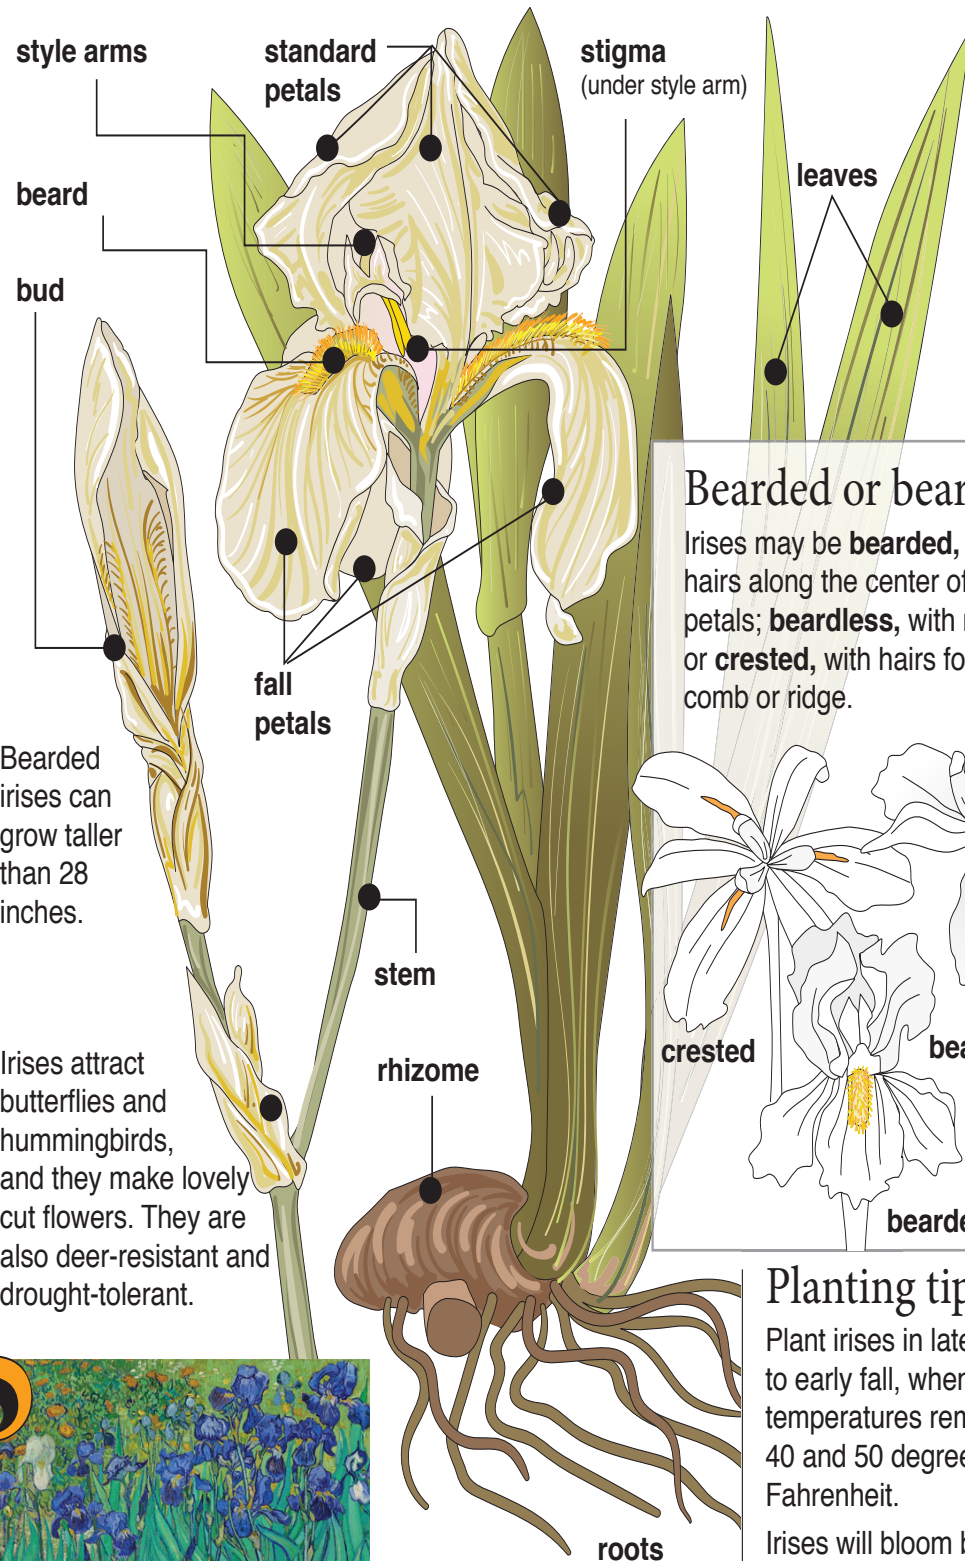 style arms
standard
petals
stigma
(under style arm)
beard
leaves
bud
fall
petals
Bearded
irises can
grow taller
than 28
inches.
stem
Irises attract
butterflies and
hummingbirds,
and they make lovely
cut flowers. They are
also deer-resistant and
drought-tolerant.
rhizome
roots
Bearded or bear
Irises may be bearded,
hairs along the center of
petals; beardless, with
or crested, with hairs fo
comb or ridge.
crested
bea
bearde
Planting tip
Plant irises in late
to early fall, when
temperatures rem
40 and 50 degree
Fahrenheit.
Irises will bloom b